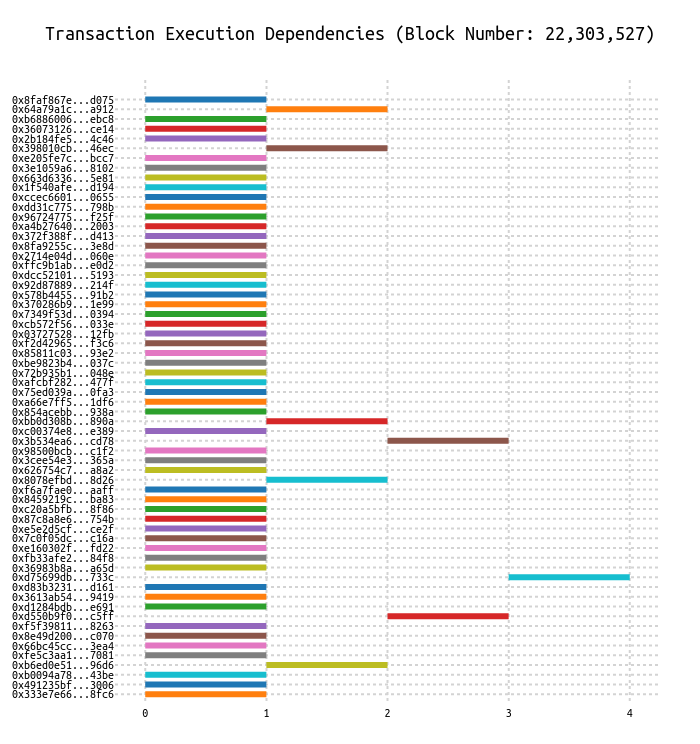 Transaction Execution Dependencies (Block Number: 22,303,527)
0x8faf867e...d075
0x64a79a1c...a912
0xb6886006...ebc8
0x36073126...ce14
0x2b184fe5...4c46
0x398010cb...46ec
0xe205fe7c...bcc7
0x3e1059a6...8102
0x663d6336...5e81
0x1f540afe...d194
0xccec6601...0655
0xdd31c775...798b
0x96724775...f25f
0xa4b27640...2003
0x372f388f...d413
0x8fa9255c...3e8d
0x2714e04d...060e
0xffc9b1ab...e0d2
0xdcc52101...5193
0x92d87889...214f
0x578b4455...91b2
0x370286b9...1e99
0x7349f53d...0394
0xcb572f56...033e
0x03727528...12fb
0xf2d42965...f3c6
0x85811c03...93e2
0xbe9823b4...037c
0x72b935b1...048e
0xafcbf282...477f
0x75ed039a...0fa3
0xa66e7ff5...1df6
0x854acebb...938a
0xbb0d308b...890a
0xc00374e8...e389
0x3b534ea6...cd78
0x98500bcb...c1f2
0x3cee54e3...365a
0x626754c7...a8a2
0x8078efbd...8d26
0xf6a7fae0...aaff
0x8459219c...ba83
0xc20a5bfb...8f86
0x87c8a8e6...754b
0xe5e2d5cf...ce2f
0x7c0f05dc...c16a
0xe160302f...fd22
0xfb33afe2...84f8
0x36983b8a...a65d
0xd75699db...733c
0xd83b3231...d161
0x3613ab54...9419
0xd1284bdb...e691
0xd550b9f0...c5ff
0xf5f39811...8263
0x8e49d200...c070
0x66bc45cc...3ea4
0xfe5c3aa1...7081
0xb6ed0e51...96d6
0xb0094a78...43be
0x491235bf...3006
0x333e7e66...8fc6
0 1 2 3 4